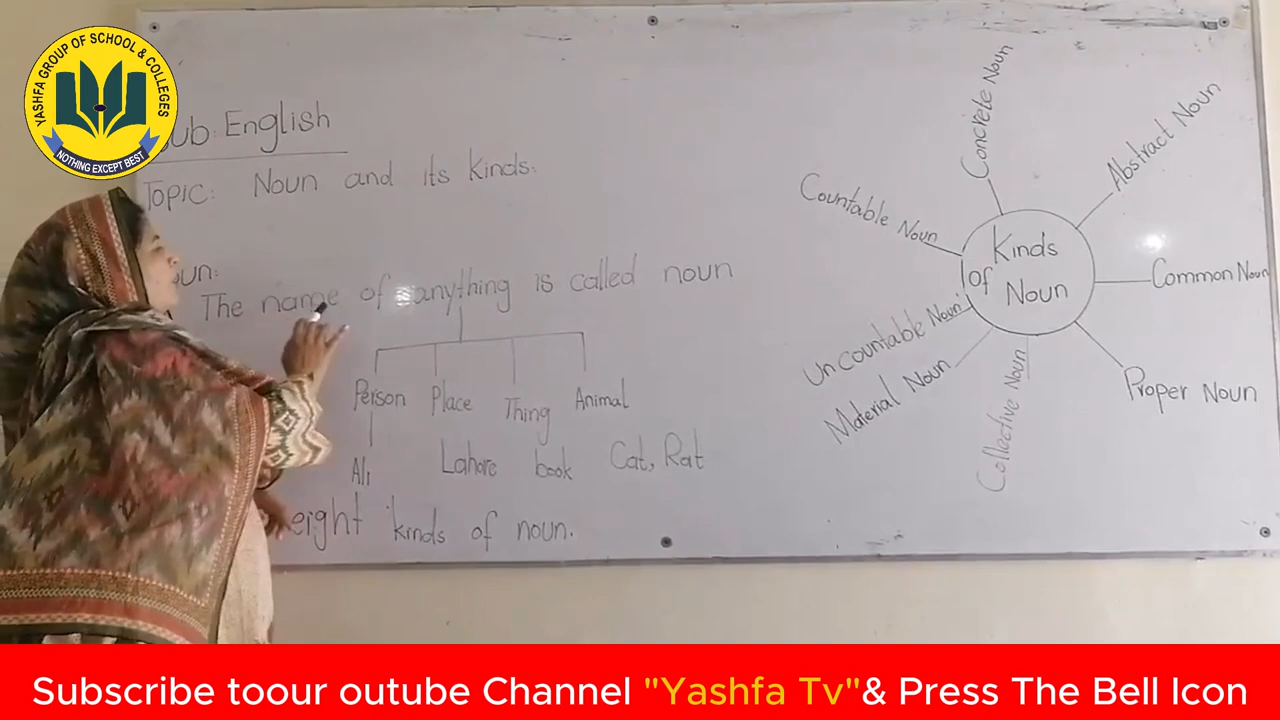 YASHFA GROUP OF SCHOOL & COLLEGES
NOTHING EXCEPT BEST
ub: English
Topic: Noun and its Kinds:
oun:
The name of anything is called noun
Person Place Thing Animal
Ali Lahore book Cat, Rat
eight kinds of noun.
Kinds
of
Noun
Concrete Noun
Abstract Noun
Common Noun
Proper Noun
Collective Noun
Material Noun
Uncountable Noun
Countable Noun
Subscribe toour outube Channel "Yashfa Tv"& Press The Bell Icon